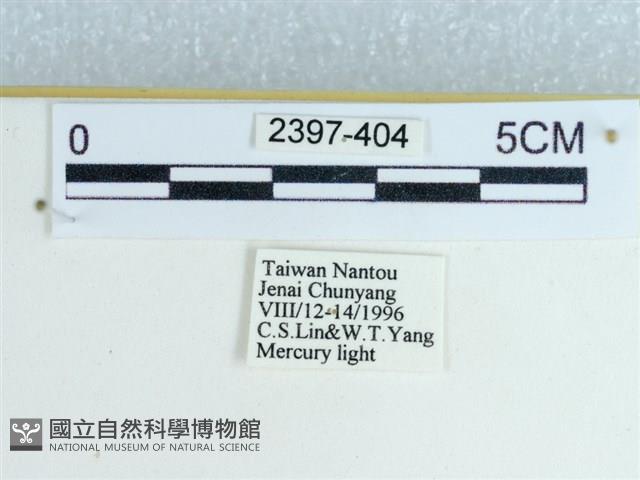 0 2397-404 5CM
Taiwan Nantou
Jenai Chunyang
VIII/12-14/1996
C.S.Lin&W.T.Yang
Mercury light
國立自然科學博物館
NATIONAL MUSEUM OF NATURAL SCIENCE